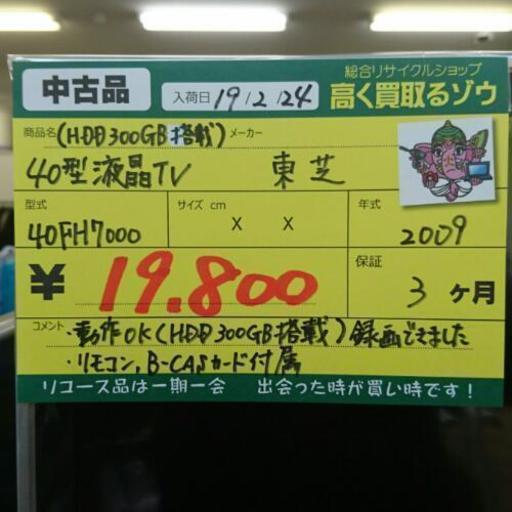 中古品
入荷日 19/2/24
総合リサイクルショップ
高く買取るゾウ
商品名 (HDD300GB搭載) メーカー
40型液晶TV 東芝
型式 サイズ cm 年式
40FH7000 X X 2009
¥ 19.800 保証 3 ヶ月
コメント ・動作OK(HDD300GB搭載)録画できました
・リモコン,B-CASカード付属
リユース品は一期一会 出会った時が買い時です!